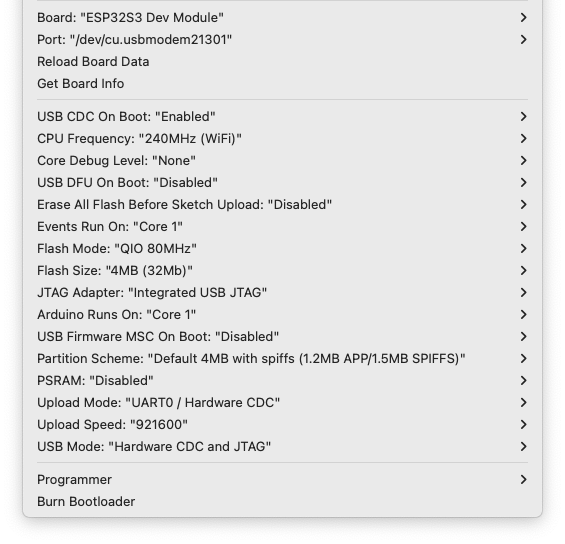 Board: "ESP32S3 Dev Module"
Port: "/dev/cu.usbmodem21301"
Reload Board Data
Get Board Info
USB CDC On Boot: "Enabled"
CPU Frequency: "240MHz (WiFi)"
Core Debug Level: "None"
USB DFU On Boot: "Disabled"
Erase All Flash Before Sketch Upload: "Disabled"
Events Run On: "Core 1"
Flash Mode: "QIO 80MHz"
Flash Size: "4MB (32Mb)"
JTAG Adapter: "Integrated USB JTAG"
Arduino Runs On: "Core 1"
USB Firmware MSC On Boot: "Disabled"
Partition Scheme: "Default 4MB with spiffs (1.2MB APP/1.5MB SPIFFS)"
PSRAM: "Disabled"
Upload Mode: "UART0 / Hardware CDC"
Upload Speed: "921600"
USB Mode: "Hardware CDC and JTAG"
Programmer
Burn Bootloader